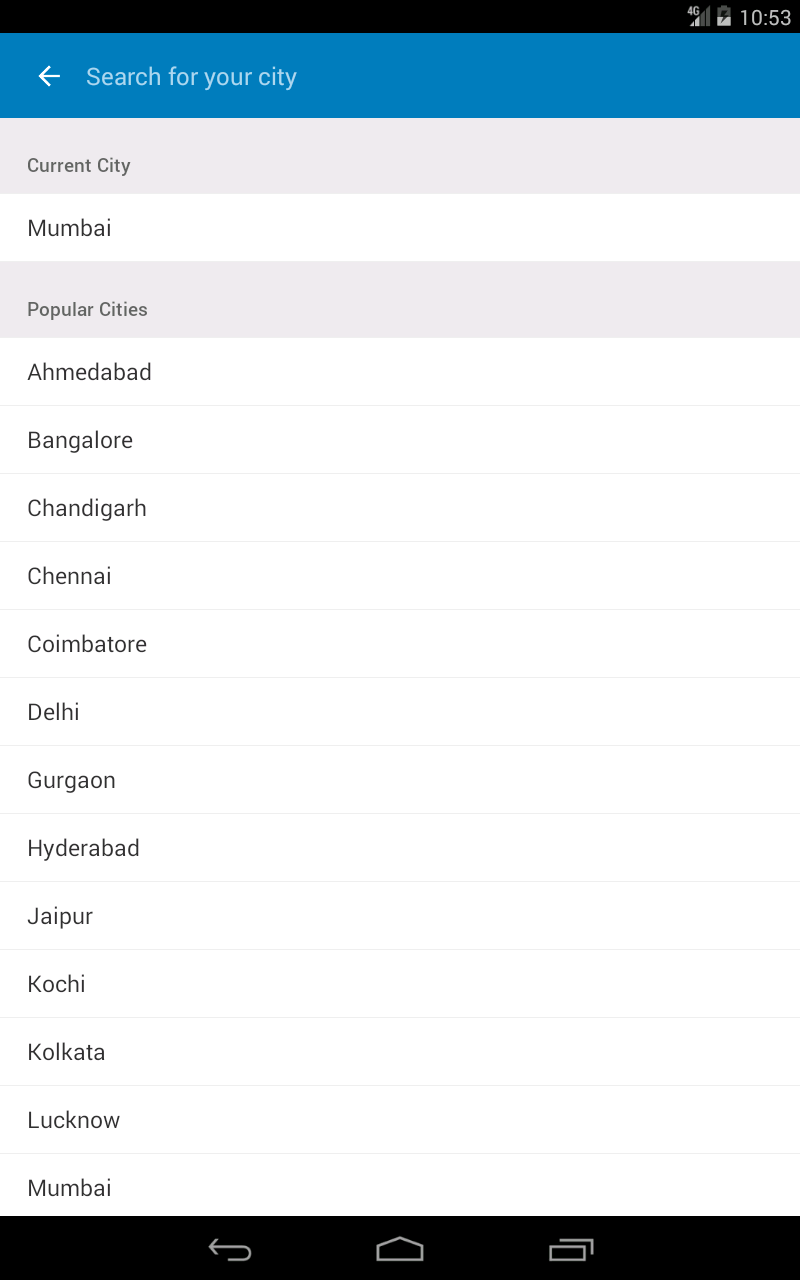 4G 10:53
Search for your city
Current City
Mumbai
Popular Cities
Ahmedabad
Bangalore
Chandigarh
Chennai
Coimbatore
Delhi
Gurgaon
Hyderabad
Jaipur
Kochi
Kolkata
Lucknow
Mumbai